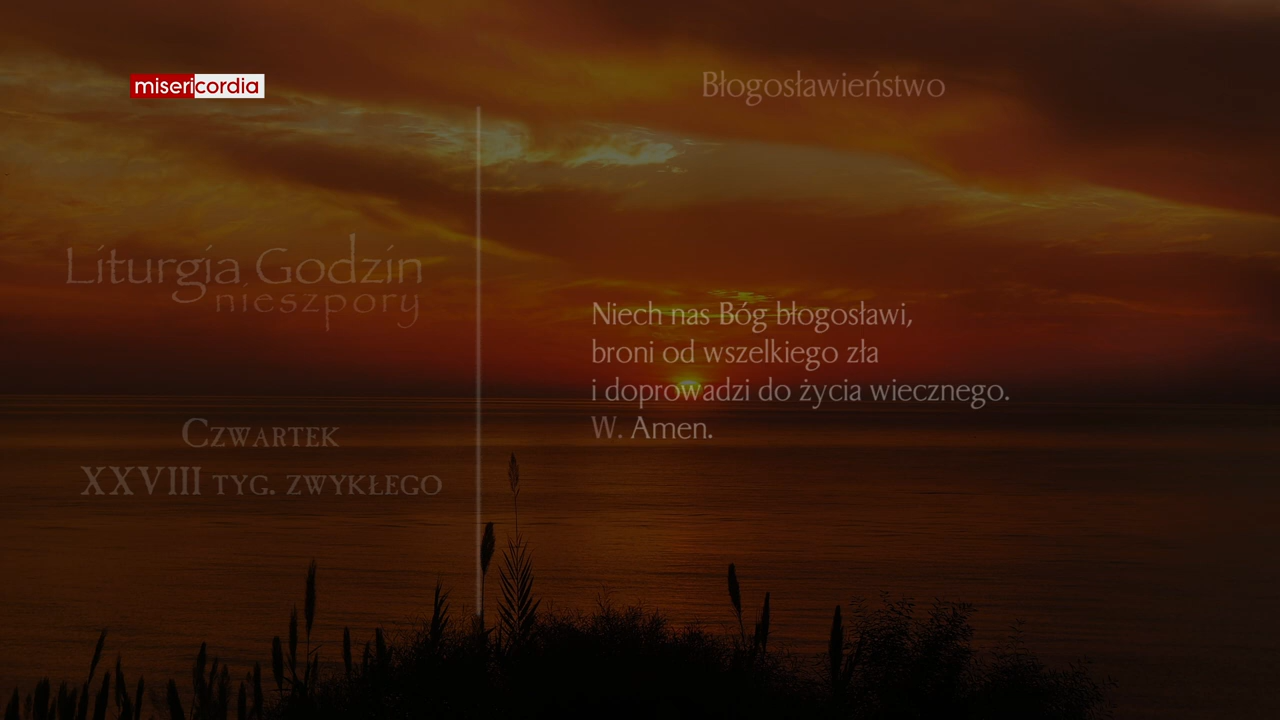 misericordia
Błogosławieństwo
Liturgia Godzin
nieszpory
Niech nas Bóg błogosławi,
broni od wszelkiego zła
i doprowadzi do życia wiecznego.
W. Amen.
Czwartek
XXVIII tyg. zwykłego